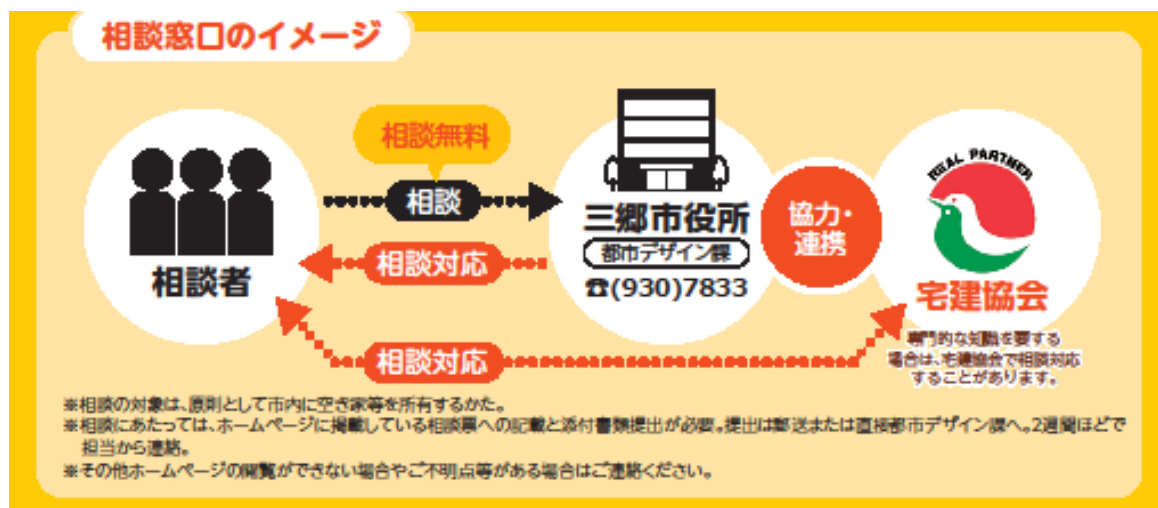 相談窓口のイメージ
相談無料
相談
相談対応
相談対応
相談者
三郷市役所
都市デザイン課
☎(930)7833
協力・
連携
REAL PARTNER
宅建協会
専門的な知識を要する
場合は、宅建協会で相談対応
することがあります。
※相談の対象は、原則として市内に空き家等を所有するかた。
※相談にあたっては、ホームページに掲載している相談票への記載と添付書類提出が必要。提出は郵送または直接都市デザイン課へ。2週間ほどで
担当から連絡。
※その他ホームページの閲覧ができない場合やご不明点等がある場合はご連絡ください。